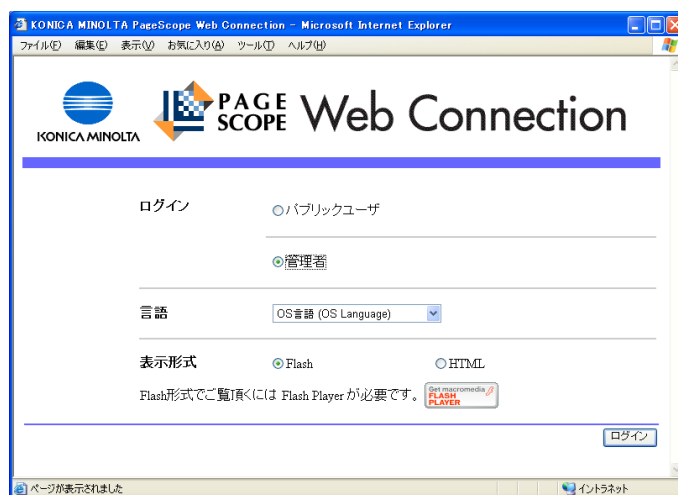 KONICA MINOLTA PageScope Web Connection - Microsoft Internet Explorer
ファイル(F) 編集(E) 表示(V) お気に入り(A) ツール(T) ヘルプ(H)
KONICA MINOLTA
PAGE SCOPE Web Connection
ログイン
パブリックユーザ
管理者
言語
OS言語 (OS Language)
表示形式
Flash
HTML
Flash形式でご覧頂くには Flash Player が必要です。
Get macromedia
FLASH
PLAYER
ログイン
ページが表示されました
イントラネット